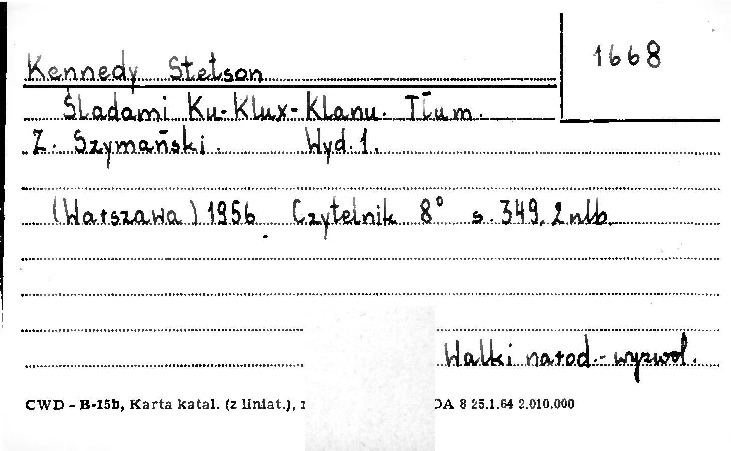 1668
Kennedy Stetson
Śladami Ku-Klux-Klanu. Tłum.
Z. Szymański. Wyd. 1.
(Warszawa) 1956 Czytelnik 8° s. 349, 2 nlb.
Walki narod.-wyzwol.
CWD - B-15b, Karta katal. (z liniat.), DA 8 25.1.64 2.010.000